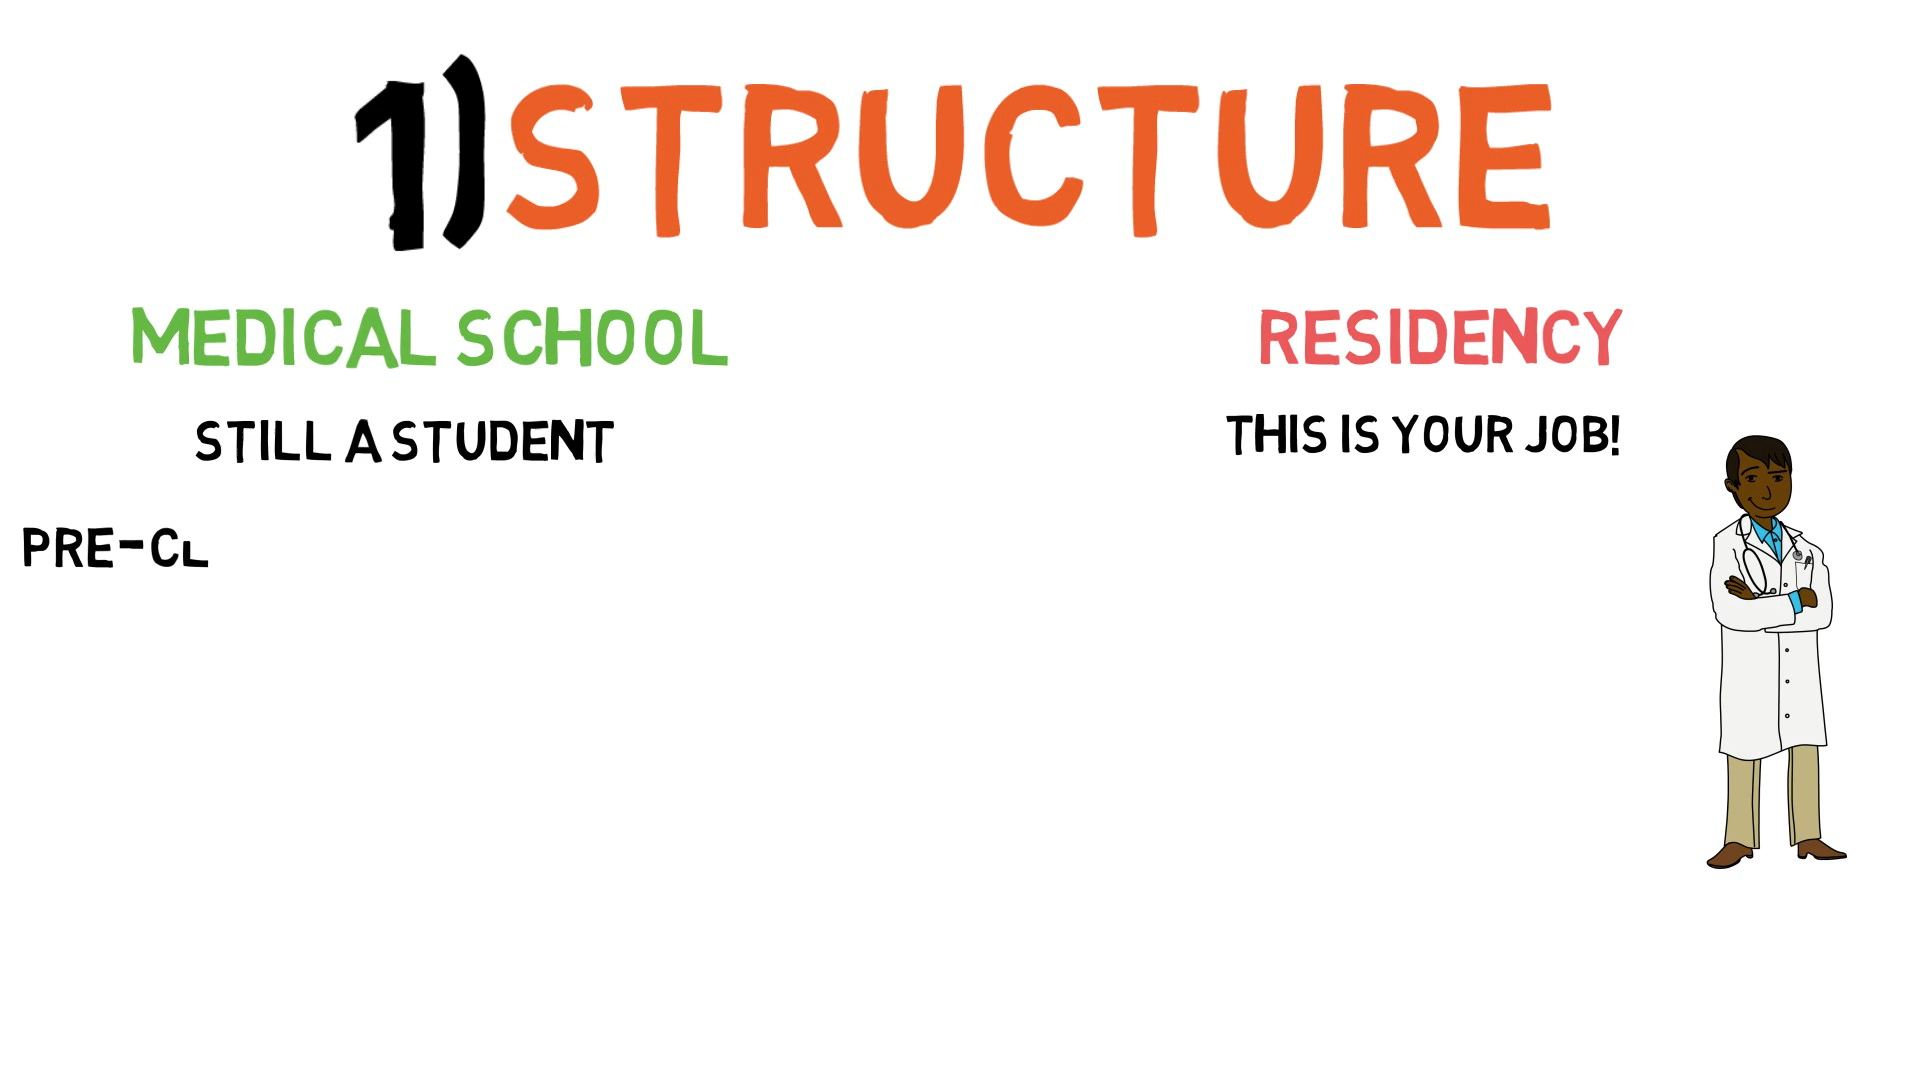 1) STRUCTURE
MEDICAL SCHOOL
STILL A STUDENT
PRE-CL
RESIDENCY
THIS IS YOUR JOB!